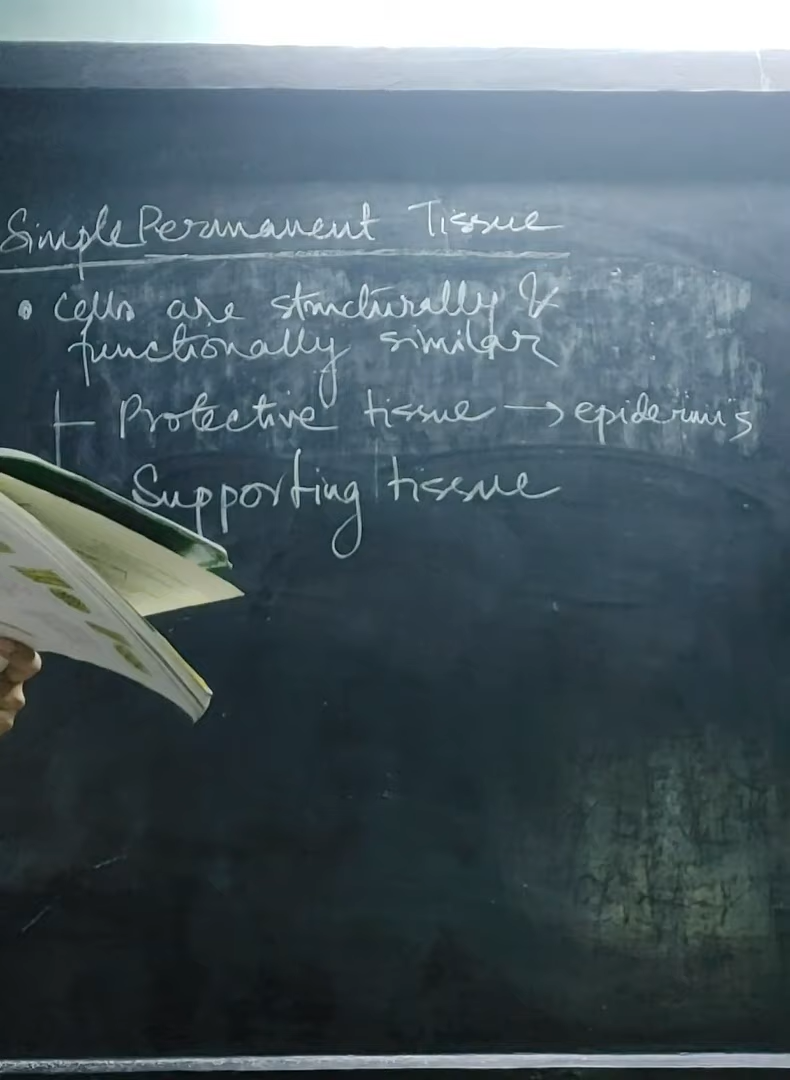 Simple Permanent Tissue
• cells are structurally &
functionally similar
Protective tissue → epidermis
Supporting tissue